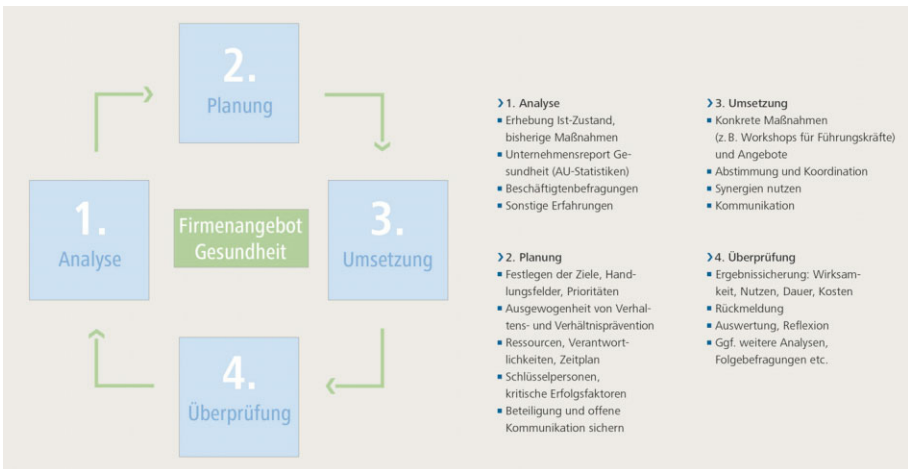 2.
Planung
1.
Analyse
Firmenangebot
Gesundheit
3.
Umsetzung
4.
Überprüfung
❯ 1. Analyse
▪ Erhebung Ist-Zustand,
bisherige Maßnahmen
▪ Unternehmensreport Ge-
sundheit (AU-Statistiken)
▪ Beschäftigtenbefragungen
▪ Sonstige Erfahrungen
❯ 2. Planung
▪ Festlegen der Ziele, Hand-
lungsfelder, Prioritäten
▪ Ausgewogenheit von Verhal-
tens- und Verhältnisprävention
▪ Ressourcen, Verantwort-
lichkeiten, Zeitplan
▪ Schlüsselpersonen,
kritische Erfolgsfaktoren
▪ Beteiligung und offene
Kommunikation sichern
❯ 3. Umsetzung
▪ Konkrete Maßnahmen
(z. B. Workshops für Führungskräfte)
und Angebote
▪ Abstimmung und Koordination
▪ Synergien nutzen
▪ Kommunikation
❯ 4. Überprüfung
▪ Ergebnissicherung: Wirksam-
keit, Nutzen, Dauer, Kosten
▪ Rückmeldung
▪ Auswertung, Reflexion
▪ Ggf. weitere Analysen,
Folgebefragungen etc.